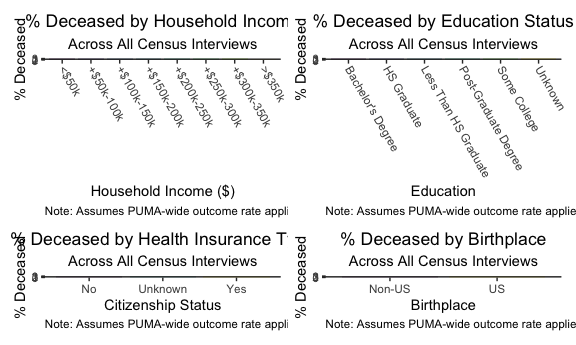 % Deceased by Household Incom
Across All Census Interviews
% Deceased
<$50k
<$50k-100k
<$100k-150k
<$150k-200k
<$200k-250k
<$250k-300k
<$300k-350k
>$350k
Household Income ($)
Note: Assumes PUMA-wide outcome rate appli
% Deceased by Education Status
Across All Census Interviews
% Deceased
Bachelor's Degree
HS Graduate
Less Than HS Graduate
Post-Graduate Degree
Some College
Unknown
Education
Note: Assumes PUMA-wide outcome rate applie
% Deceased by Health Insurance T
Across All Census Interviews
% Deceased
No Unknown Yes
Citizenship Status
Note: Assumes PUMA-wide outcome rate appli
% Deceased by Birthplace
Across All Census Interviews
% Deceased
Non-US US
Birthplace
Note: Assumes PUMA-wide outcome rate applie